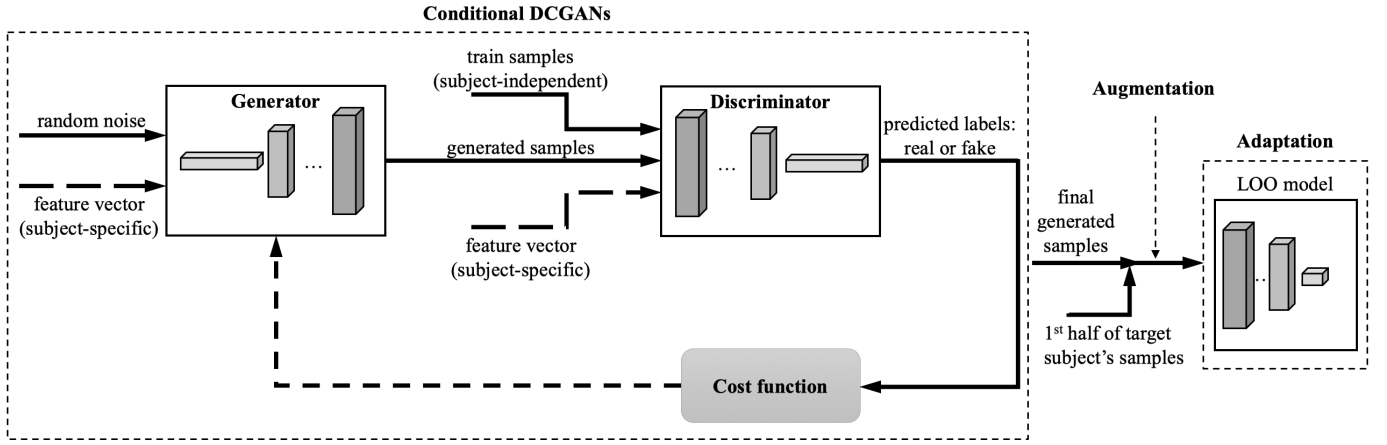 Conditional DCGANs
train samples
(subject-independent)
Generator
Discriminator
random noise
generated samples
predicted labels:
real or fake
feature vector
(subject-specific)
feature vector
(subject-specific)
Cost function
Augmentation
Adaptation
LOO model
final
generated
samples
1st half of target
subject's samples
...
...
..